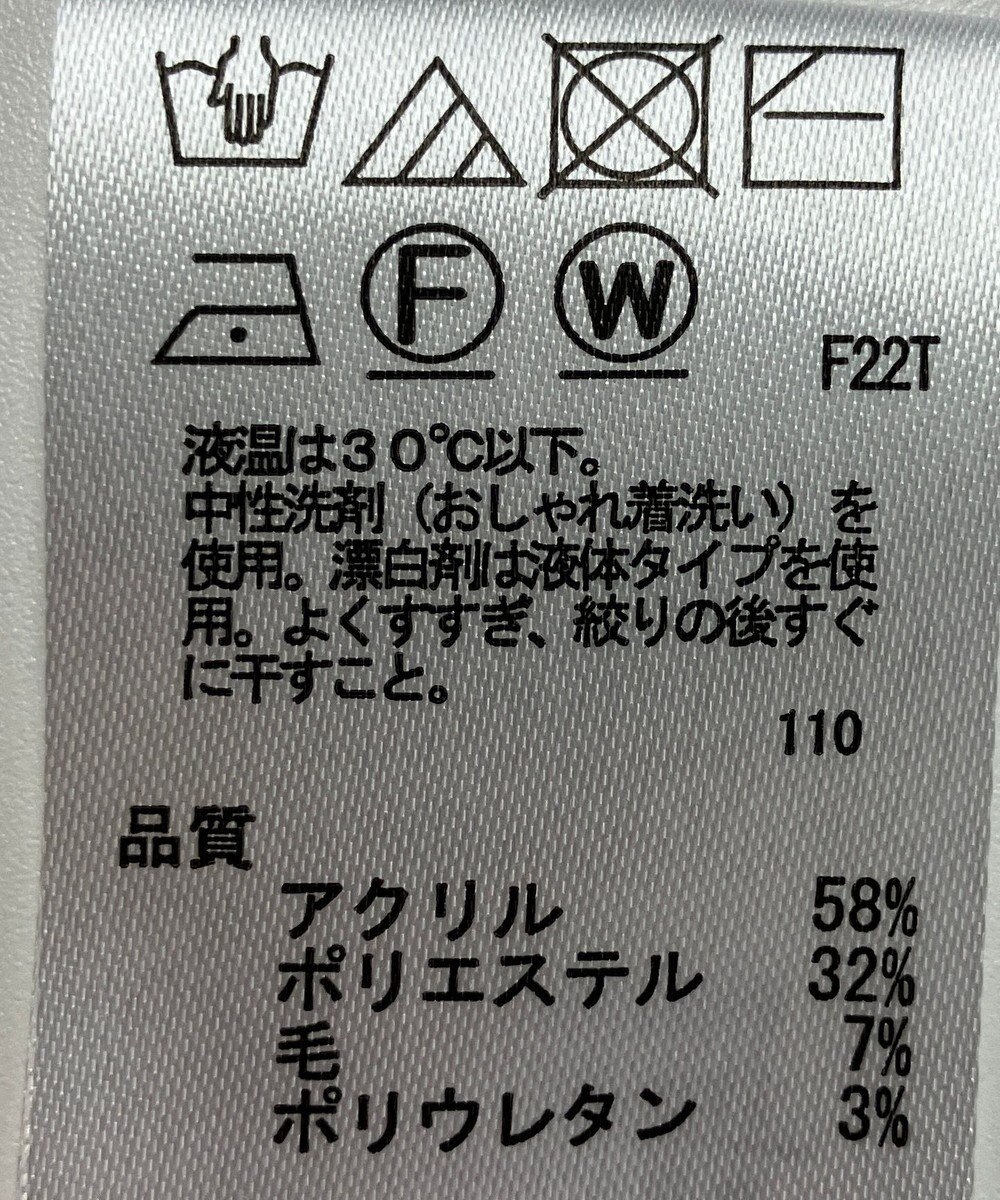 F
W
F22T
液温は30℃以下。
中性洗剤（おしゃれ着洗い）を
使用。漂白剤は液体タイプを使
用。よくすすぎ、絞りの後すぐ
に干すこと。
110
品質
アクリル 58%
ポリエステル 32%
毛 7%
ポリウレタン 3%